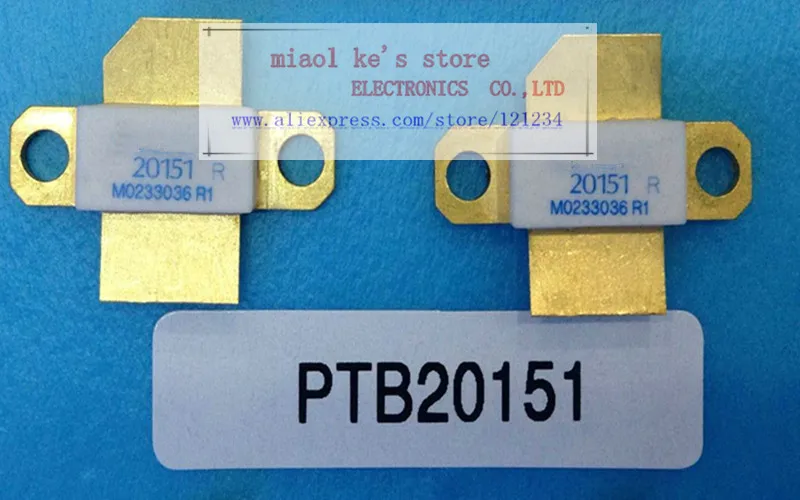 miaol ke's store
ELECTRONICS CO.,LTD
www.aliexpress.com/store/121234
20151 R
M0233036 R1
20151 R
M0233036 R1
PTB20151